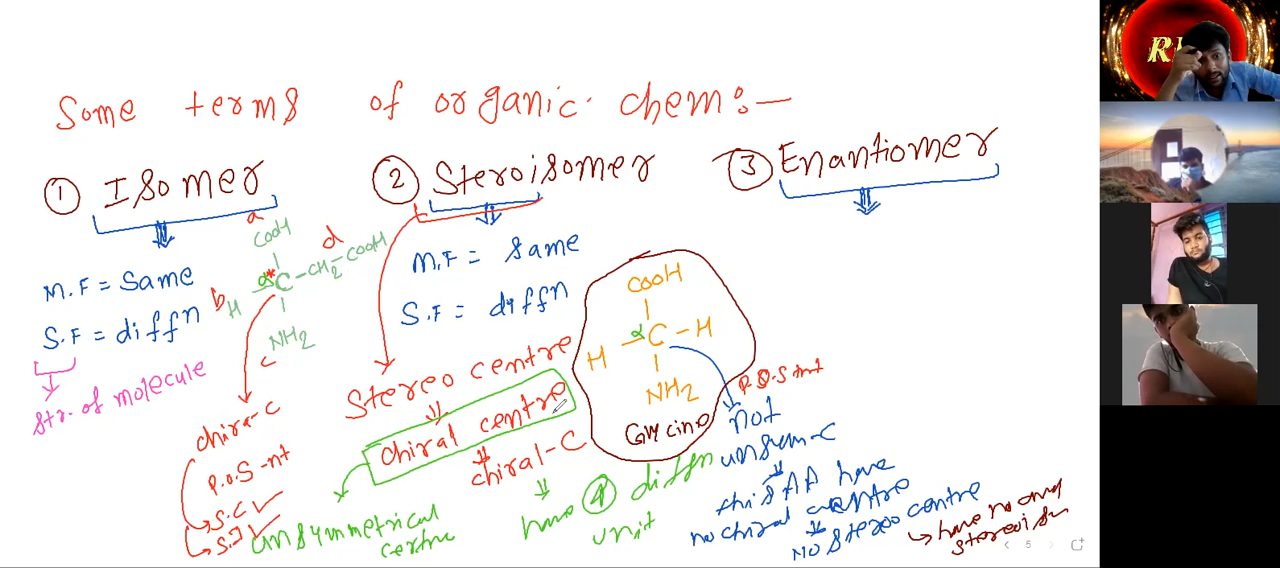 Some terms of organic chem:-
① Isomer
M.F = Same
S.F = diffn
Str. of molecule
a
COOH
d
α* C - CH2 - COOH
b
H
NH2
c
chiral-C
P.O.S-nt
S.C ✓
S.I ✓
② Steroisomer
M.F = Same
S.F = diffn
Stereo centre
chiral centre
unsymmetrical
centre
chiral-C
have ④ diffn
unit
COOH
H - α C - H
NH2
Glycine
P.O.S int
not
unsym-C
this AA have
no chiral centre
No stereo centre
have no any
③ Enantiomer
5